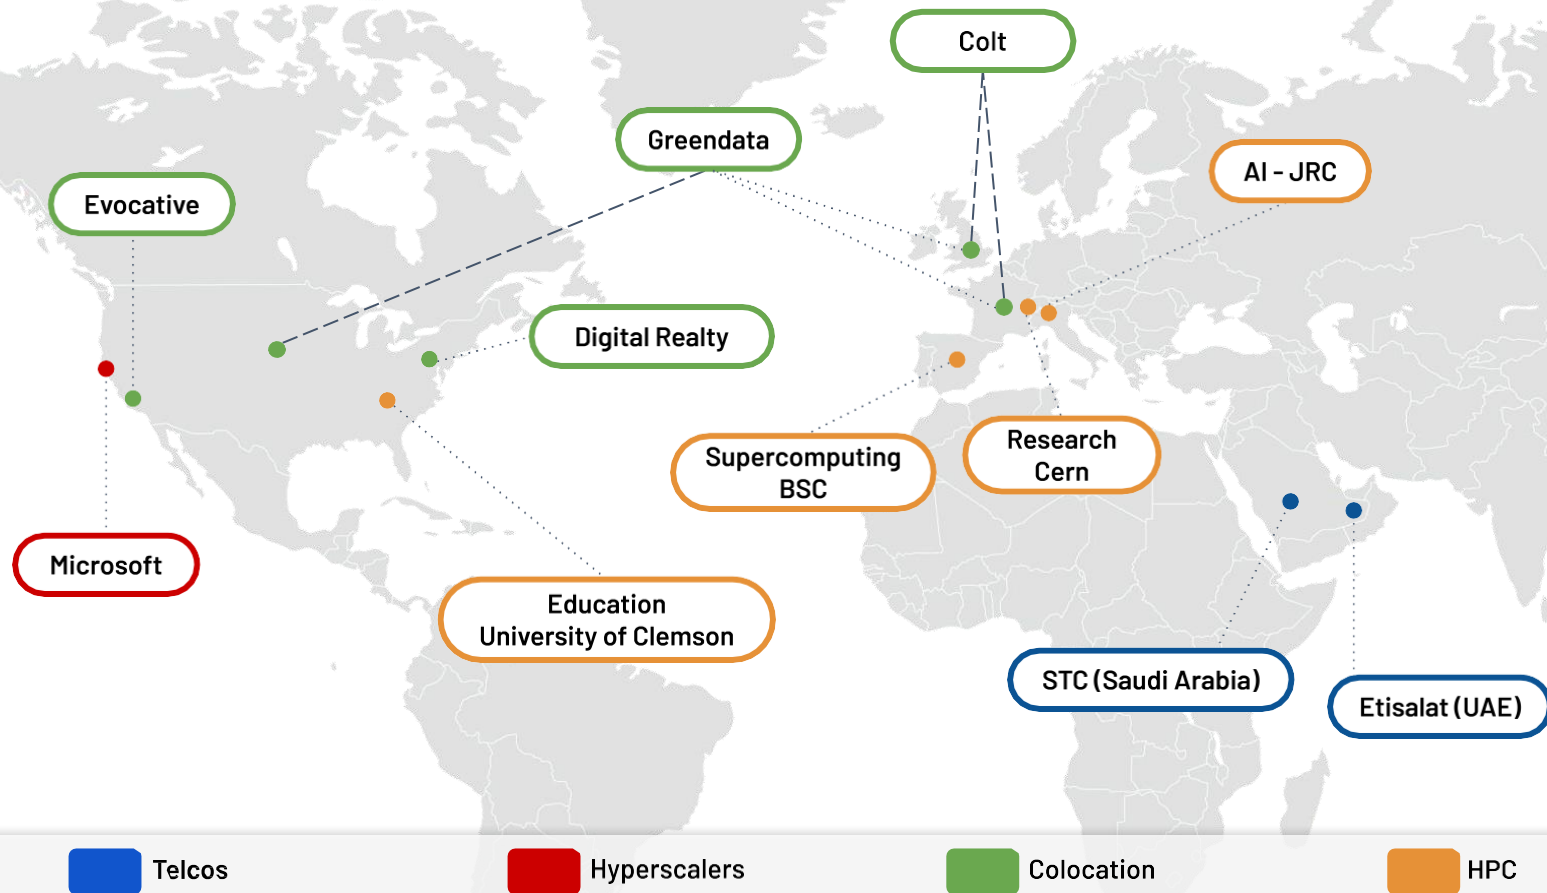 Colt
Greendata
AI - JRC
Evocative
Digital Realty
Research
Cern
Supercomputing
BSC
Microsoft
Education
University of Clemson
STC (Saudi Arabia)
Etisalat (UAE)
Telcos
Hyperscalers
Colocation
HPC